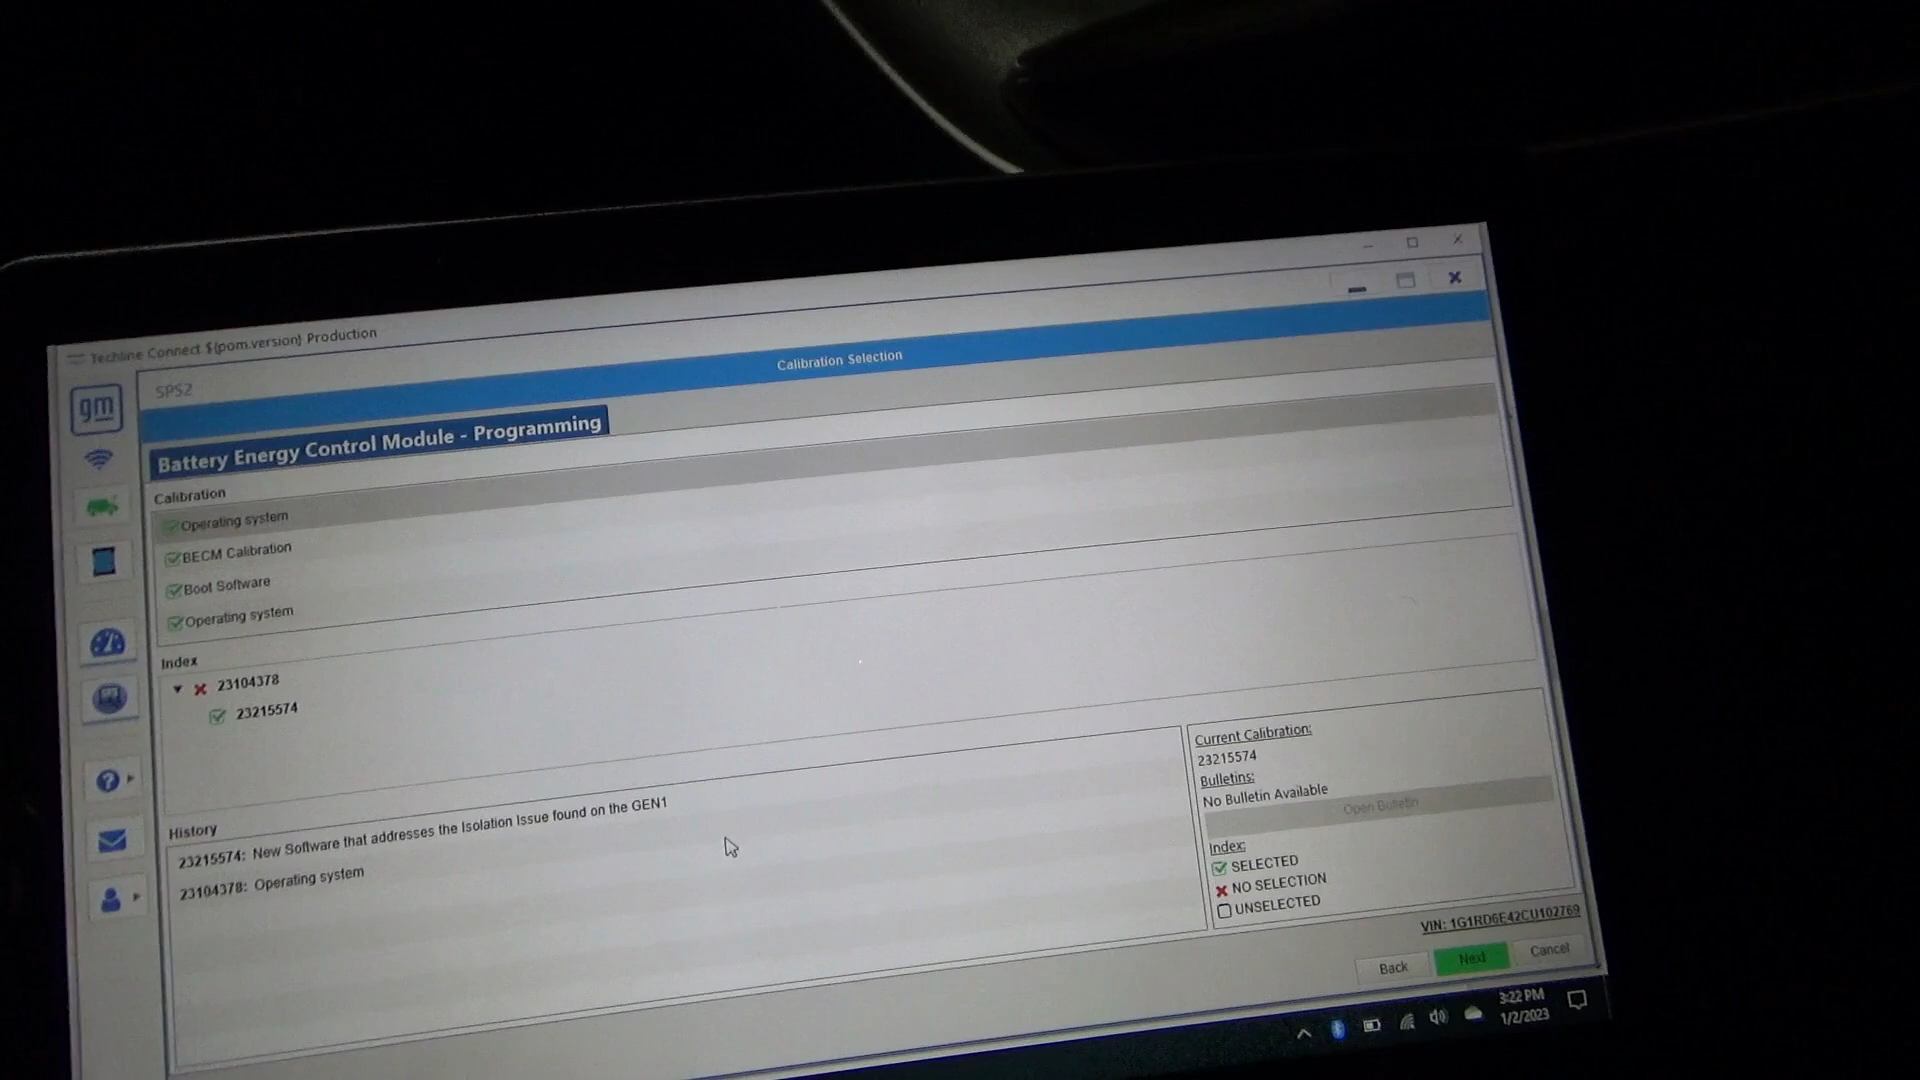 Techline Connect ${pom.version} Production
SPS2
Calibration Selection
gm
Battery Energy Control Module - Programming
Calibration
Operating system
BECM Calibration
Boot Software
Operating system
Index
23104378
23215574
History
23215574: New Software that addresses the Isolation Issue found on the GEN1
23104378: Operating system
Current Calibration:
23215574
Bulletins:
No Bulletin Available
Open Bulletin
Index:
SELECTED
NO SELECTION
UNSELECTED
VIN: 1G1RD6E42CU102769
Back
Next
Cancel
3:22 PM
1/2/2023